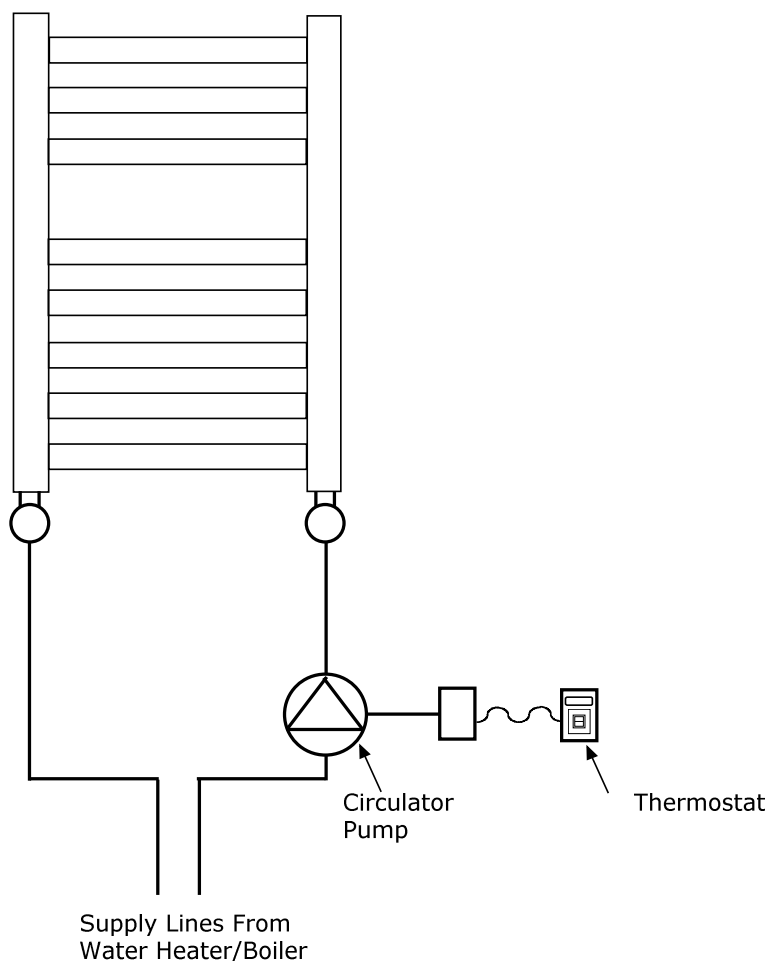 Circulator
Pump
Thermostat
Supply Lines From
Water Heater/Boiler